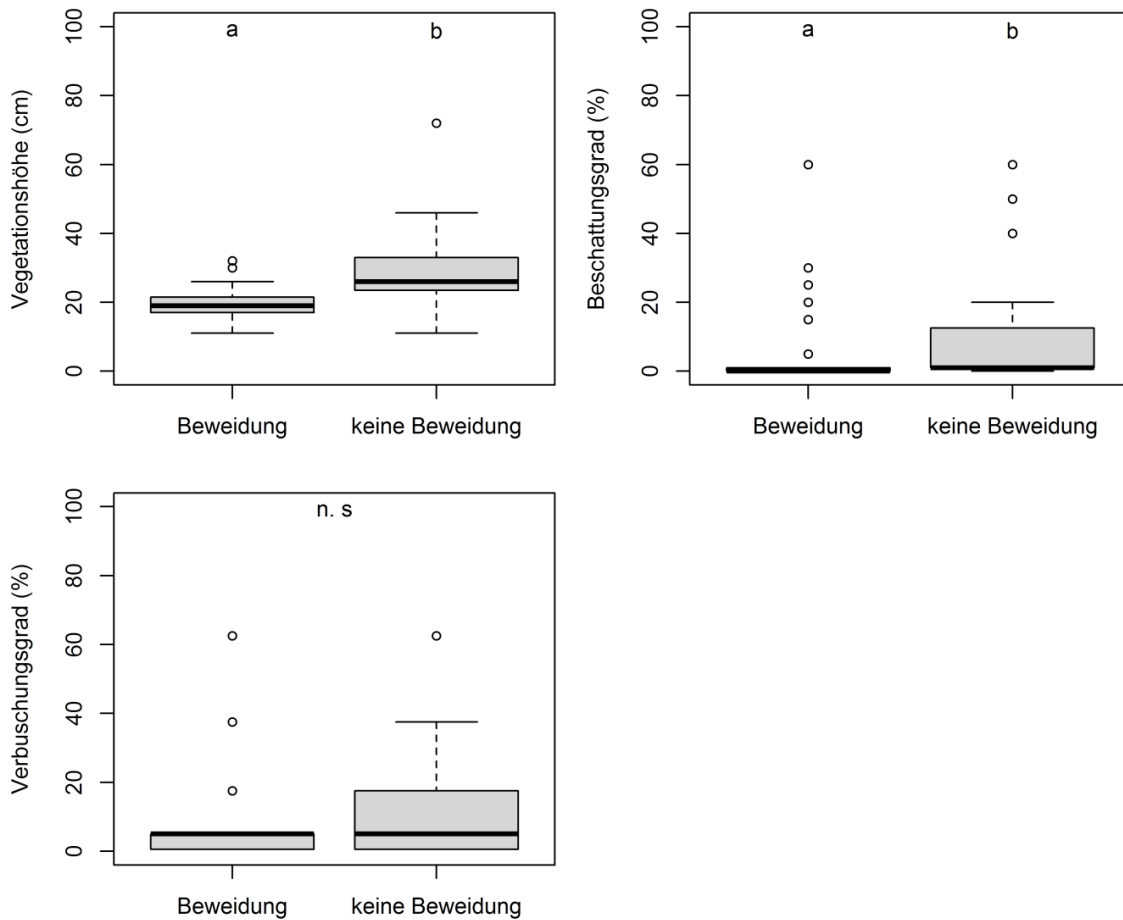 Vegetationshöhe (cm)
100
80
60
40
20
0
a
b
Beweidung
keine Beweidung
Beschattungsgrad (%)
100
80
60
40
20
0
a
b
Beweidung
keine Beweidung
Verbuschungsgrad (%)
100
80
60
40
20
0
n. s
Beweidung
keine Beweidung